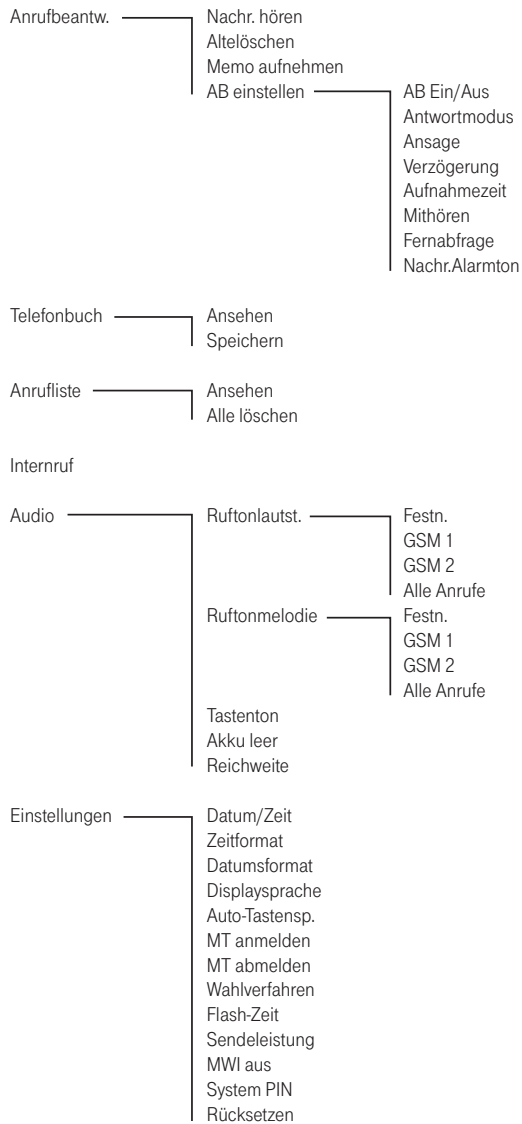 Anrufbeantw. Nachr. hören
Altelöschen
Memo aufnehmen
AB einstellen AB Ein/Aus
Antwortmodus
Ansage
Verzögerung
Aufnahmezeit
Mithören
Fernabfrage
Nachr.Alarmton
Telefonbuch Ansehen
Speichern
Anrufliste Ansehen
Alle löschen
Internruf
Audio Ruftonlautst. Festn.
GSM 1
GSM 2
Alle Anrufe
Ruftonmelodie Festn.
GSM 1
GSM 2
Alle Anrufe
Tastenton
Akku leer
Reichweite
Einstellungen Datum/Zeit
Zeitformat
Datumsformat
Displaysprache
Auto-Tastensp.
MT anmelden
MT abmelden
Wahlverfahren
Flash-Zeit
Sendeleistung
MWI aus
System PIN
Rücksetzen